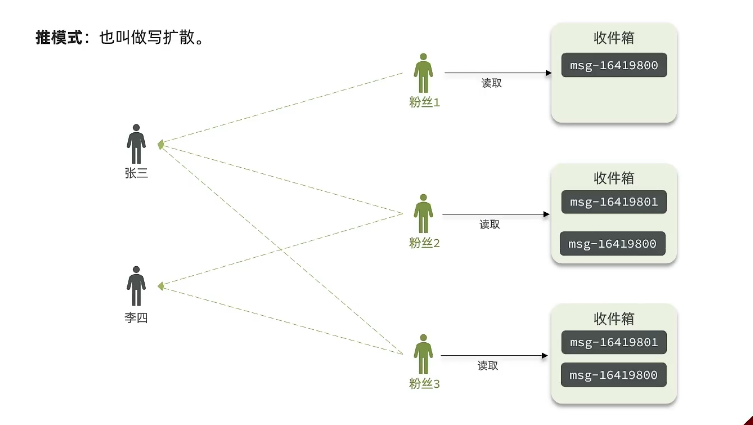 推模式：也叫做写扩散。
收件箱
msg-16419800
读取
粉丝1
张三
收件箱
msg-16419801
msg-16419800
读取
粉丝2
李四
收件箱
msg-16419801
msg-16419800
读取
粉丝3